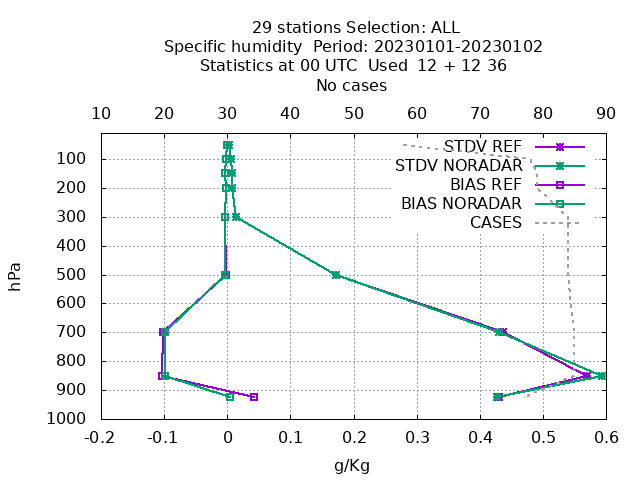 29 stations Selection: ALL
Specific humidity  Period: 20230101-20230102
Statistics at 00 UTC  Used  12 + 12 36
No cases
10 20 30 40 50 60 70 80 90
STDV REF
STDV NORADAR
BIAS REF
BIAS NORADAR
CASES
100
200
300
400
500
600
700
800
900
1000
hPa
-0.2 -0.1 0 0.1 0.2 0.3 0.4 0.5 0.6
g/Kg